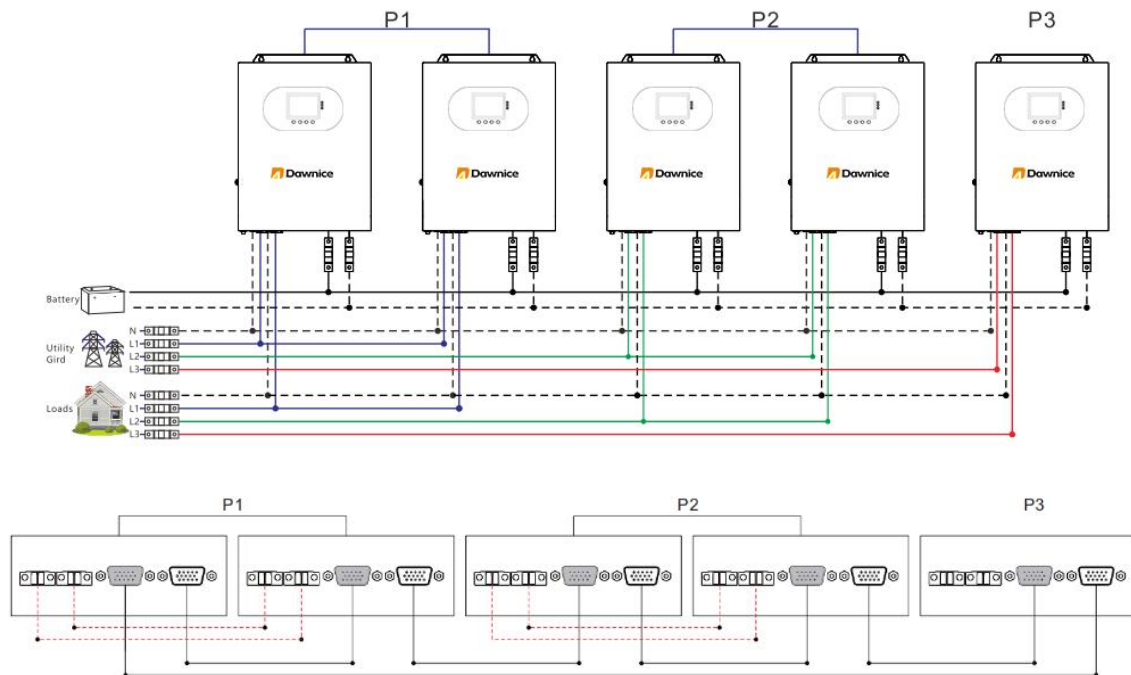 P1 P2 P3
Dawnice Dawnice Dawnice Dawnice Dawnice
Battery
N
Utility
Gird
L1
L2
L3
N
Loads
L1
L2
L3
P1 P2 P3